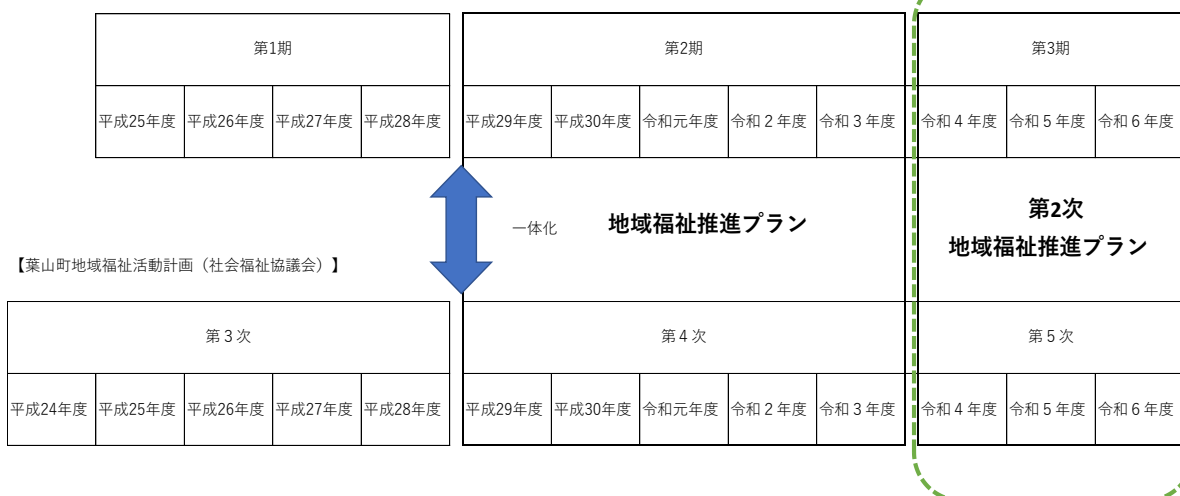 第1期 第2期 第3期
平成25年度 平成26年度 平成27年度 平成28年度 平成29年度 平成30年度 令和元年度 令和２年度 令和３年度 令和４年度 令和５年度 令和６年度
一体化 地域福祉推進プラン
第2次
地域福祉推進プラン
【葉山町地域福祉活動計画（社会福祉協議会）】
第３次 第４次 第５次
平成24年度 平成25年度 平成26年度 平成27年度 平成28年度 平成29年度 平成30年度 令和元年度 令和２年度 令和３年度 令和４年度 令和５年度 令和６年度